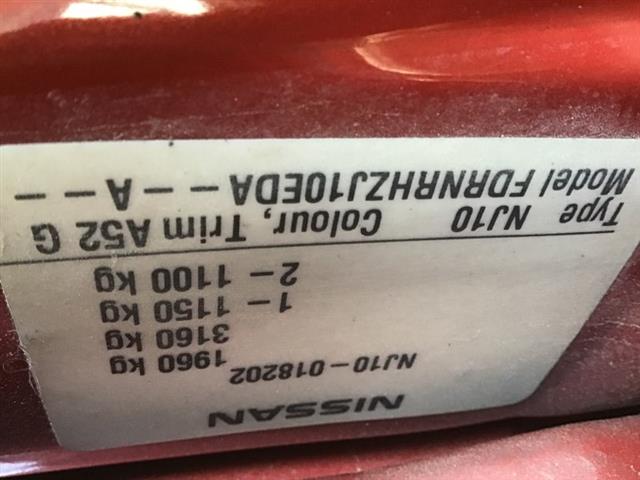 NISSAN
NJ10-018202
1960 kg
3160 kg
1- 1150 kg
2- 1100 kg
Type NJ10 Colour, Trim A52 G
Model FDRNRHZJ10EDA - - A - -